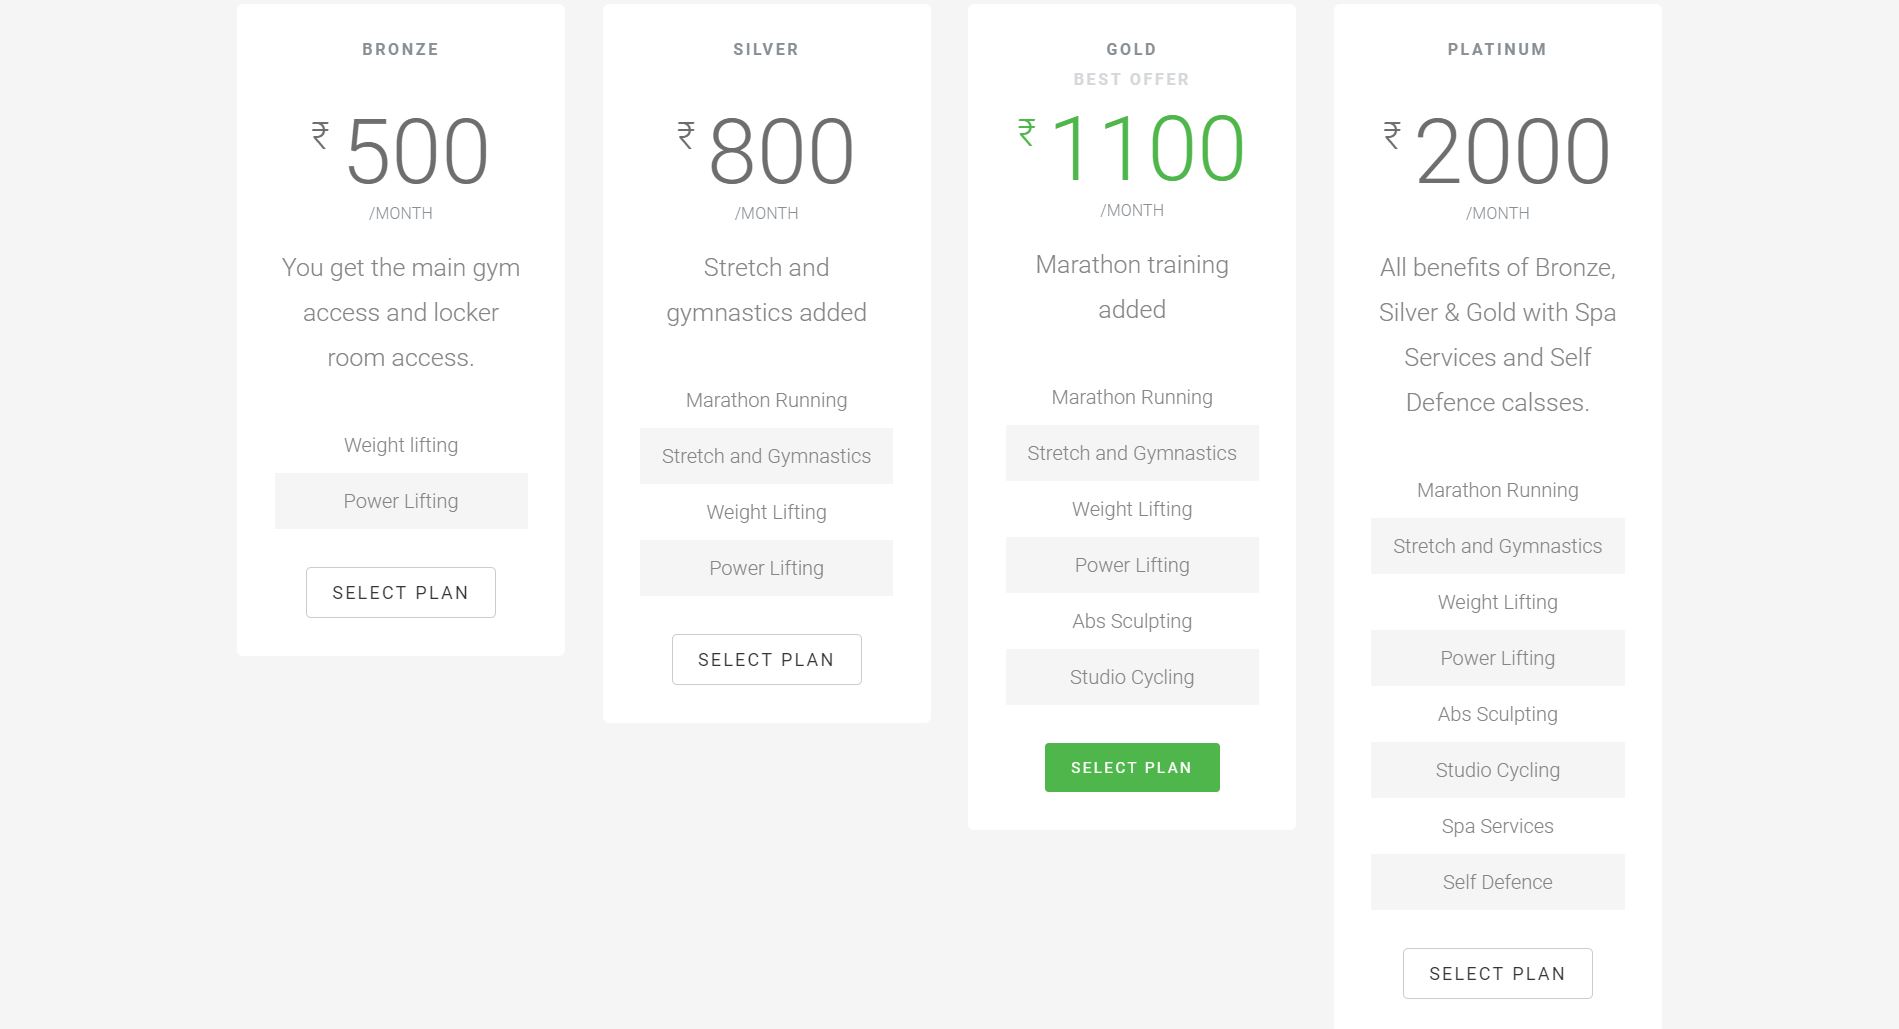 BRONZE
₹ 500
/MONTH
You get the main gym
access and locker
room access.
Weight lifting
Power Lifting
SELECT PLAN
SILVER
₹ 800
/MONTH
Stretch and
gymnastics added
Marathon Running
Stretch and Gymnastics
Weight Lifting
Power Lifting
SELECT PLAN
GOLD
BEST OFFER
₹ 1100
/MONTH
Marathon training
added
Marathon Running
Stretch and Gymnastics
Weight Lifting
Power Lifting
Abs Sculpting
Studio Cycling
SELECT PLAN
PLATINUM
₹ 2000
/MONTH
All benefits of Bronze,
Silver & Gold with Spa
Services and Self
Defence calsses.
Marathon Running
Stretch and Gymnastics
Weight Lifting
Power Lifting
Abs Sculpting
Studio Cycling
Spa Services
Self Defence
SELECT PLAN